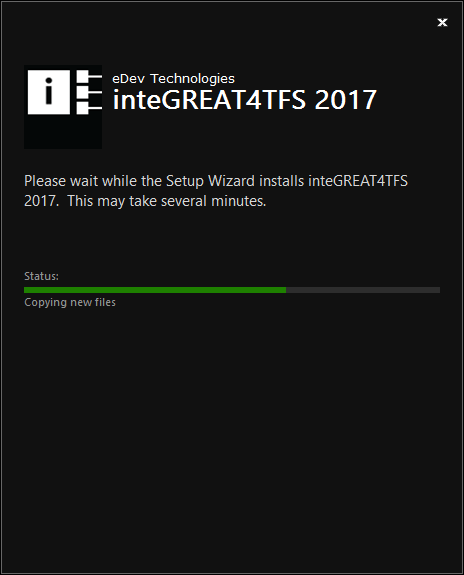 eDev Technologies
inteGREAT4TFS 2017
Please wait while the Setup Wizard installs inteGREAT4TFS
2017.  This may take several minutes.
Status:
Copying new files